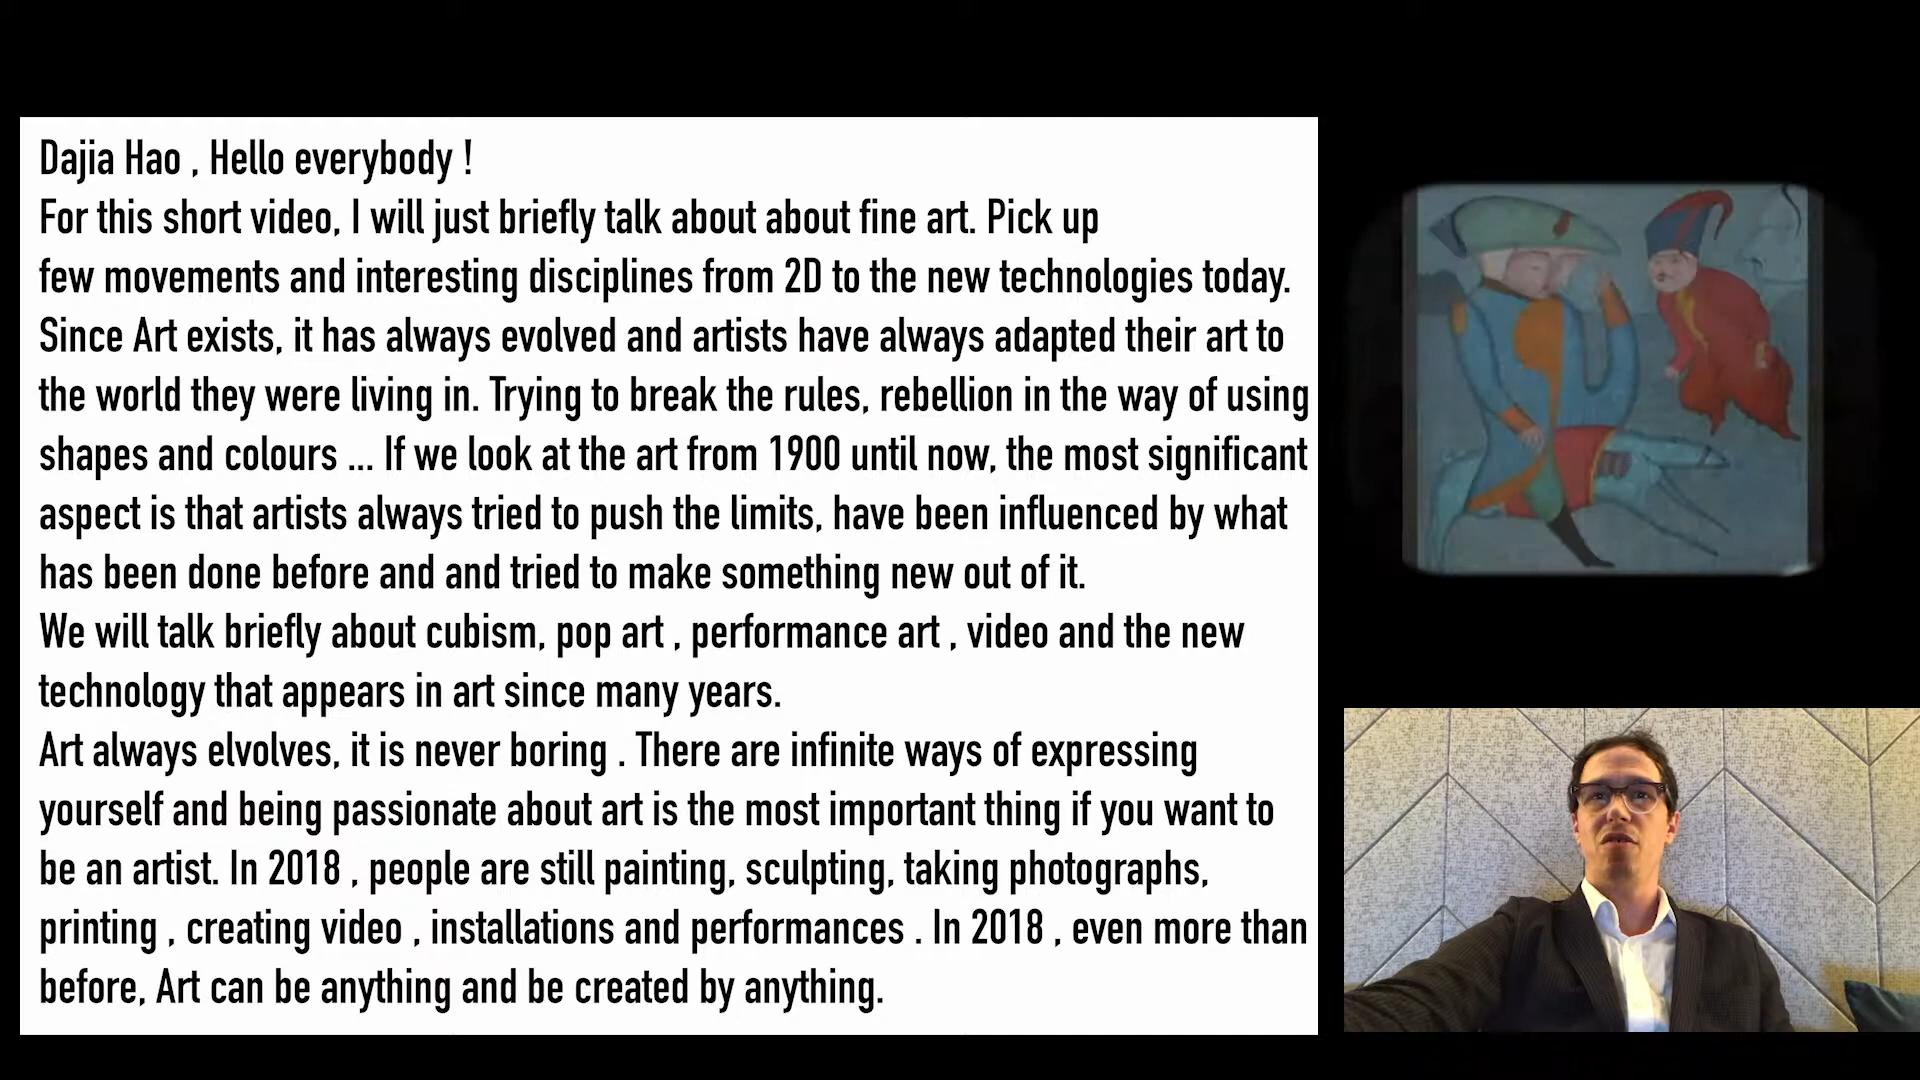 Dajia Hao , Hello everybody !
For this short video, I will just briefly talk about about fine art. Pick up
few movements and interesting disciplines from 2D to the new technologies today.
Since Art exists, it has always evolved and artists have always adapted their art to
the world they were living in. Trying to break the rules, rebellion in the way of using
shapes and colours ... If we look at the art from 1900 until now, the most significant
aspect is that artists always tried to push the limits, have been influenced by what
has been done before and and tried to make something new out of it.
We will talk briefly about cubism, pop art , performance art , video and the new
technology that appears in art since many years.
Art always elvolves, it is never boring . There are infinite ways of expressing
yourself and being passionate about art is the most important thing if you want to
be an artist. In 2018 , people are still painting, sculpting, taking photographs,
printing , creating video , installations and performances . In 2018 , even more than
before, Art can be anything and be created by anything.